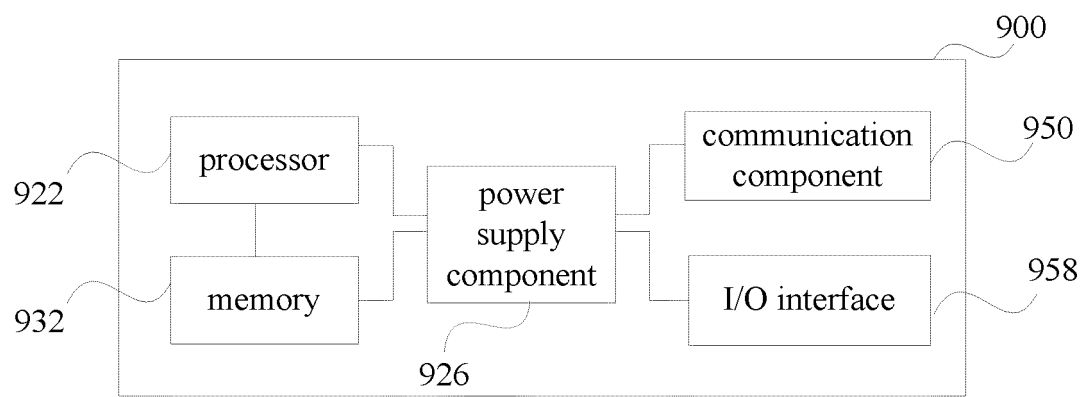 900
processor
922
memory
932
power
supply
component
926
communication
component
950
I/O interface
958